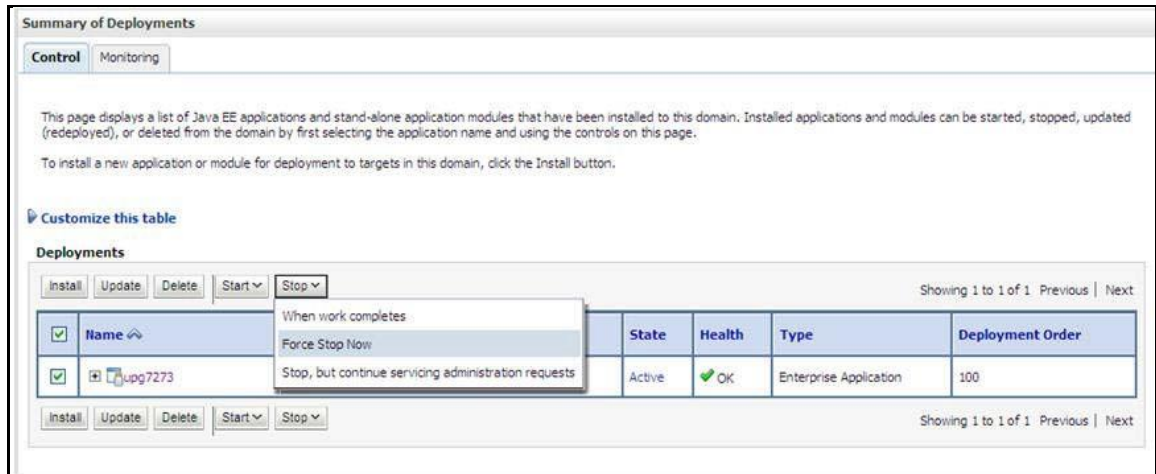 Summary of Deployments
Control Monitoring
This page displays a list of Java EE applications and stand-alone application modules that have been installed to this domain. Installed applications and modules can be started, stopped, updated
(redeployed), or deleted from the domain by first selecting the application name and using the controls on this page.
To install a new application or module for deployment to targets in this domain, click the Install button.
Customize this table
Deployments
Install Update Delete Start Stop Showing 1 to 1 of 1 Previous | Next
When work completes
Name Force Stop Now State Health Type Deployment Order
upg7273 Stop, but continue servicing administration requests Active OK Enterprise Application 100
Install Update Delete Start Stop Showing 1 to 1 of 1 Previous | Next